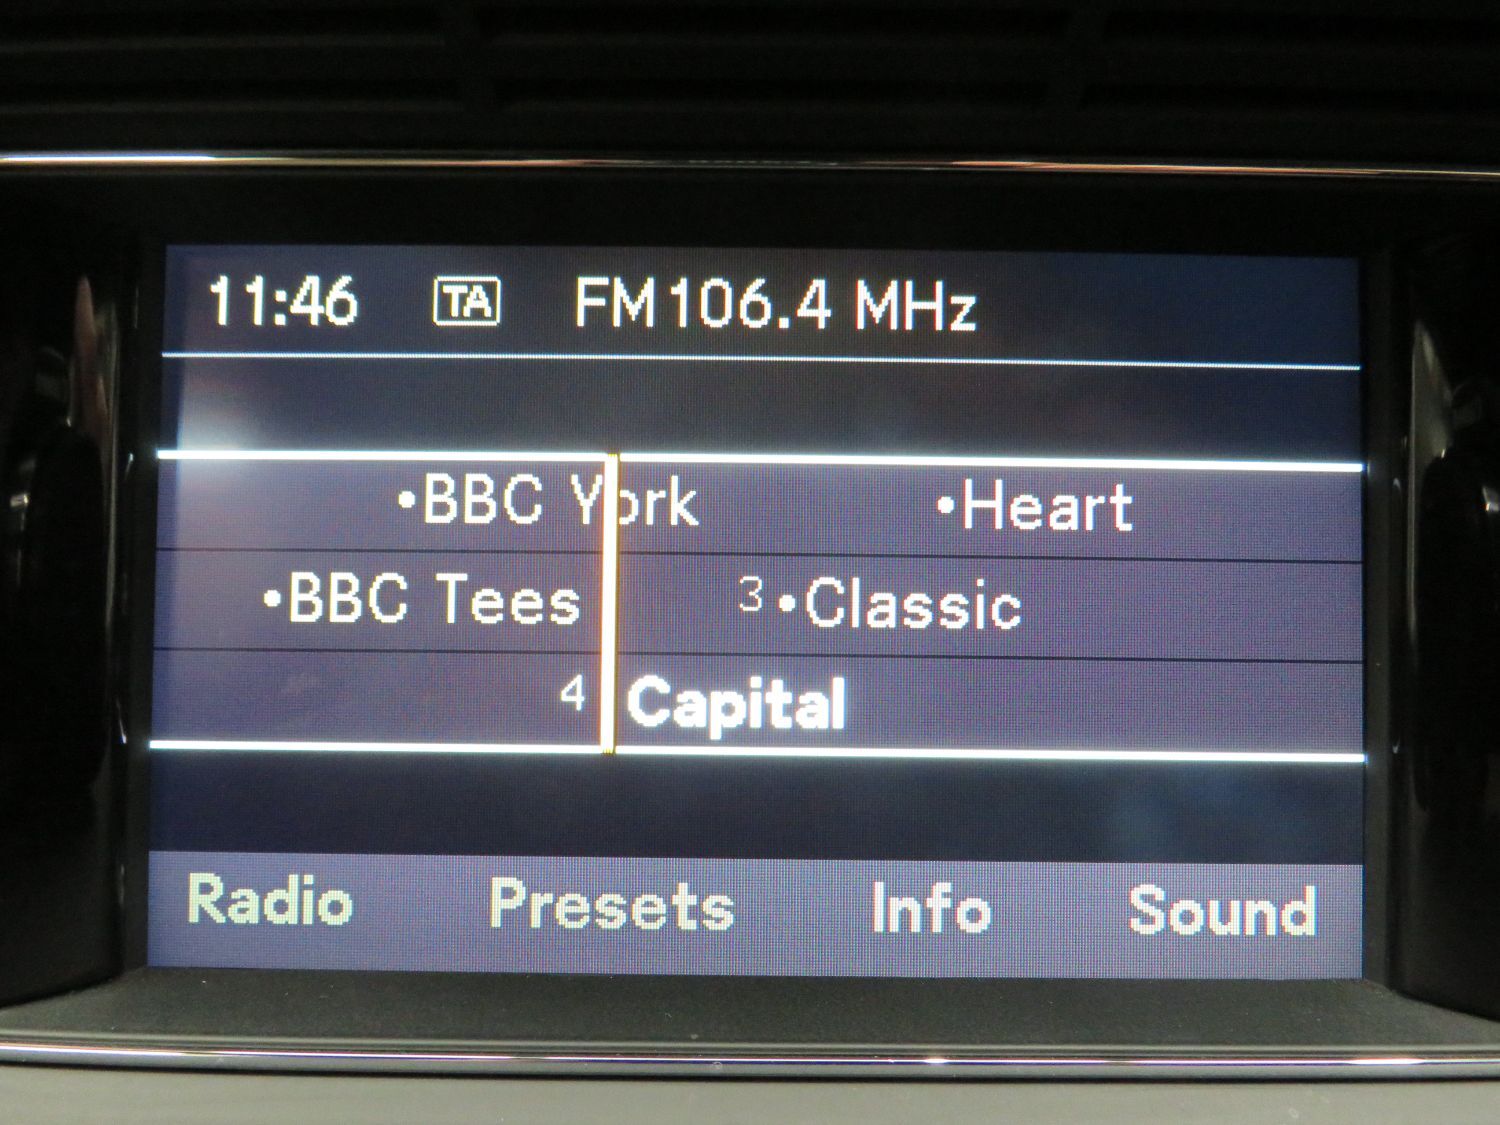 11:46 TA FM 106.4 MHz
•BBC York •Heart
•BBC Tees 3 •Classic
4 Capital
Radio Presets Info Sound